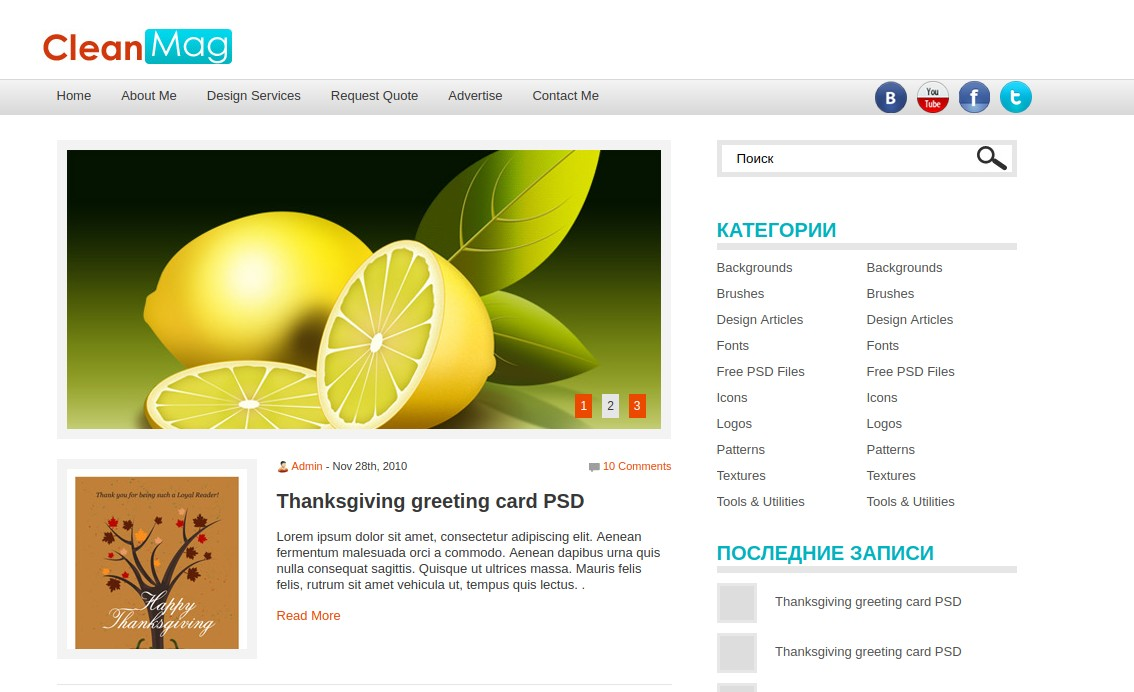 CleanMag
Home About Me Design Services Request Quote Advertise Contact Me
B You Tube f t
Поиск
1 2 3
КАТЕГОРИИ
Backgrounds Backgrounds
Brushes Brushes
Design Articles Design Articles
Fonts Fonts
Free PSD Files Free PSD Files
Icons Icons
Logos Logos
Patterns Patterns
Textures Textures
Tools & Utilities Tools & Utilities
Thank you for being such a Loyal Reader!
Happy
Thanksgiving
Admin - Nov 28th, 2010 10 Comments
Thanksgiving greeting card PSD
Lorem ipsum dolor sit amet, consectetur adipiscing elit. Aenean
fermentum malesuada orci a commodo. Aenean dapibus urna quis
nulla consequat sagittis. Quisque ut ultrices massa. Mauris felis
felis, rutrum sit amet vehicula ut, tempus quis lectus. .
Read More
ПОСЛЕДНИЕ ЗАПИСИ
Thanksgiving greeting card PSD
Thanksgiving greeting card PSD